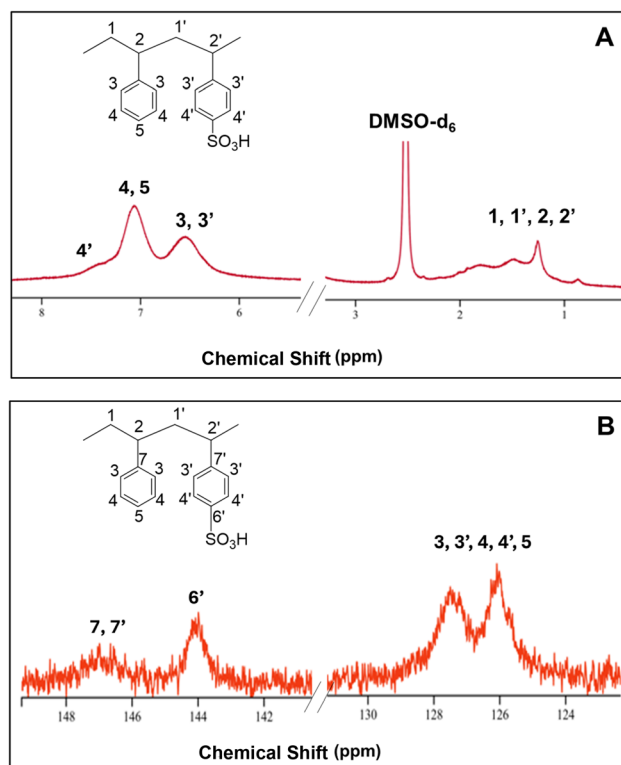 A
1 1'
2 2'
3 3 3' 3'
4 4 4' 4'
5
SO₃H
DMSO-d₆
4, 5
3, 3'
4'
1, 1', 2, 2'
8 7 6 3 2 1
Chemical Shift (ppm)
B
1 1'
2 2'
7 7'
3 3 3' 3'
4 4 4' 4'
5 6'
SO₃H
3, 3', 4, 4', 5
6'
7, 7'
148 146 144 142 130 128 126 124
Chemical Shift (ppm)